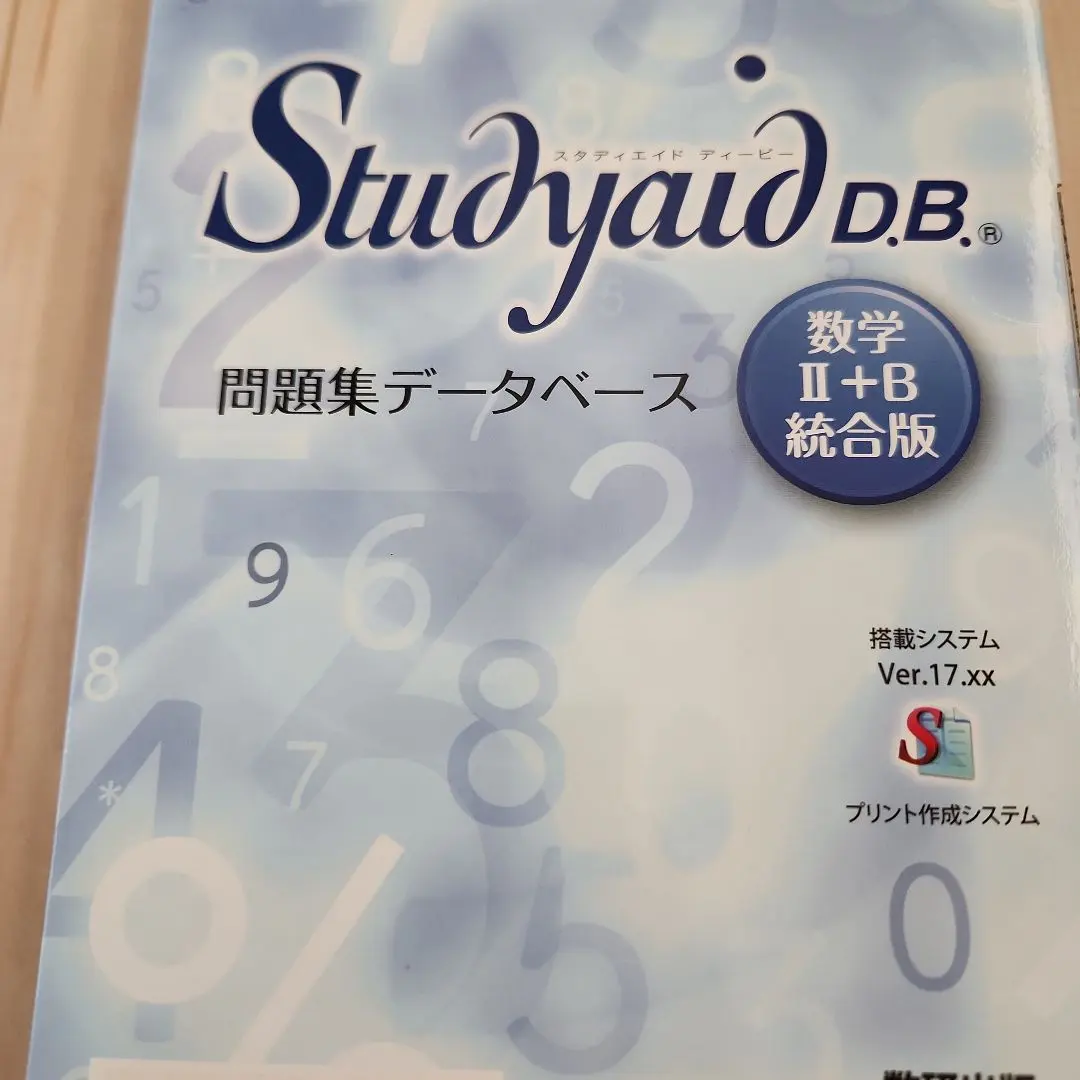 スタディエイド ディービー
Studyaid D.B.®
問題集データベース
数学
Ⅱ+B
統合版
搭載システム
Ver.17.xx
S
プリント作成システム